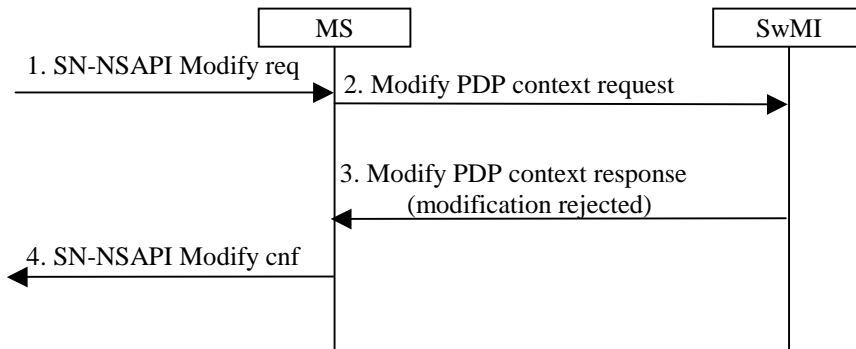 MS
SwMI
1. SN-NSAPI Modify req
2. Modify PDP context request
3. Modify PDP context response
(modification rejected)
4. SN-NSAPI Modify cnf